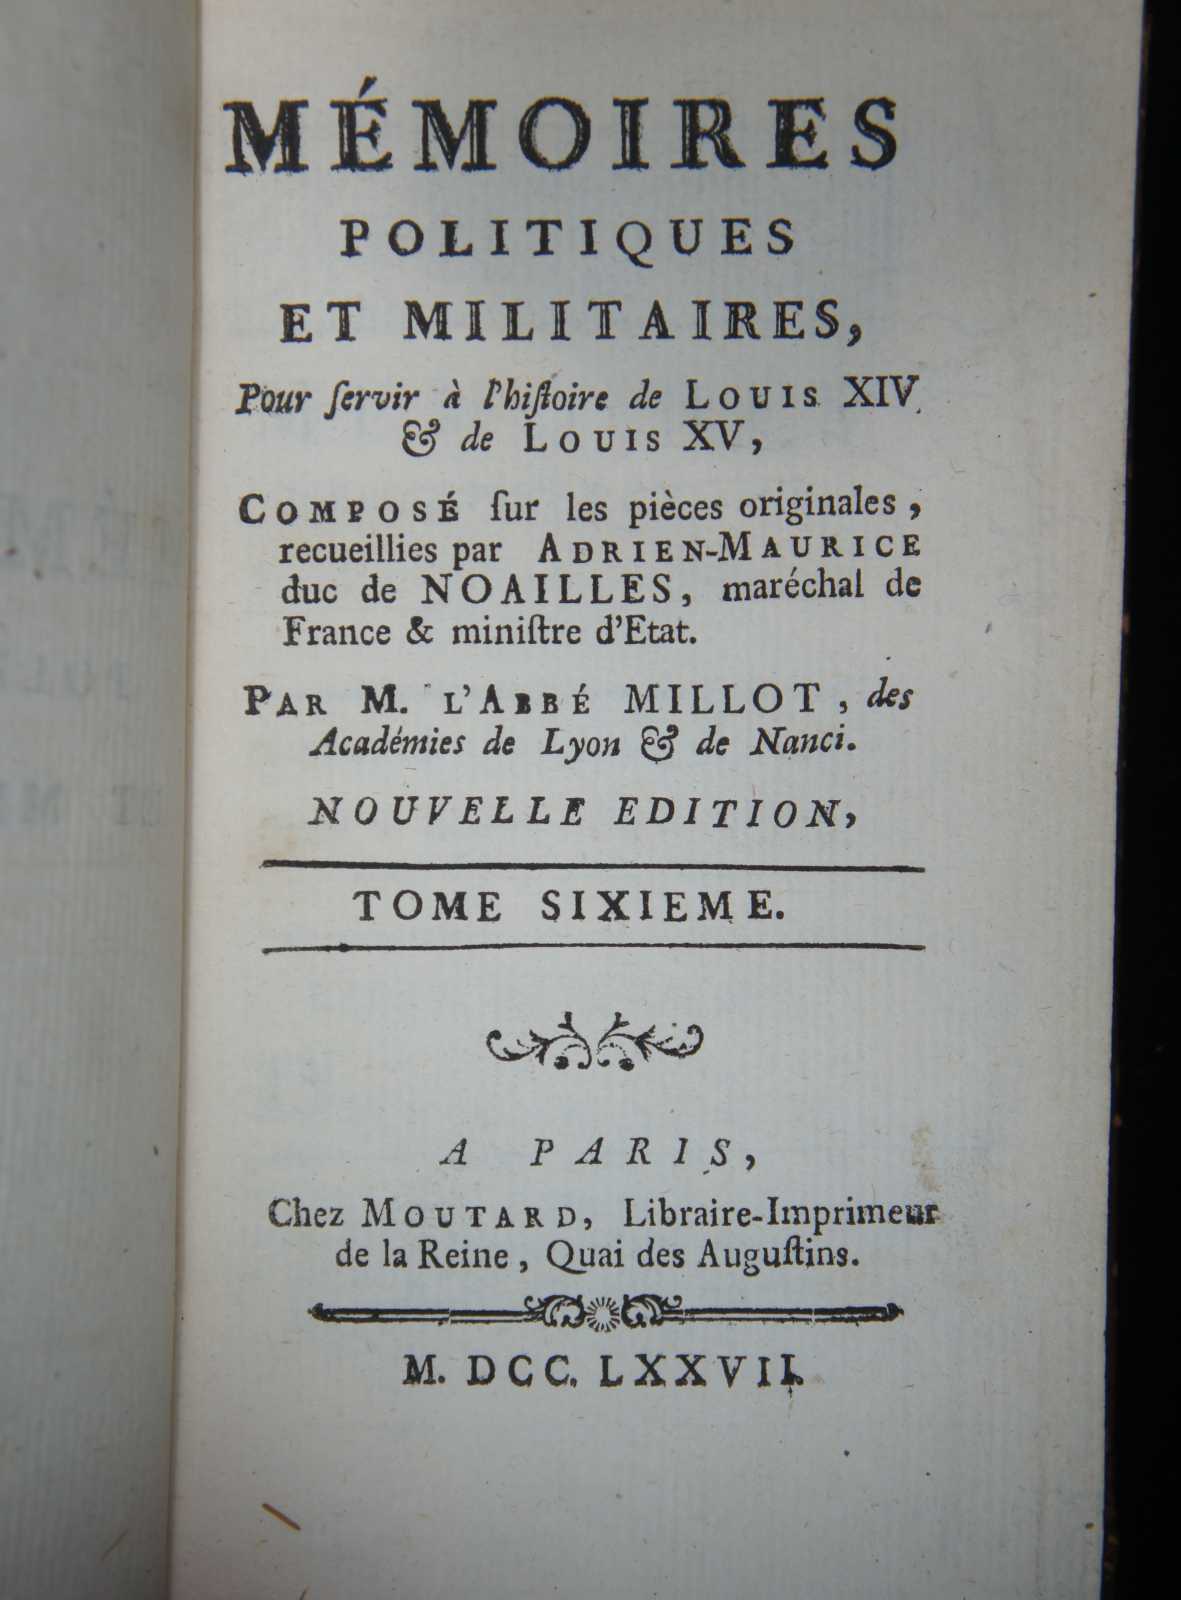 MÉMOIRES
POLITIQUES
ET MILITAIRES,
Pour ſervir à l'hiſtoire de LOUIS XIV
& de LOUIS XV,
COMPOSÉ ſur les pièces originales,
recueillies par ADRIEN-MAURICE
duc de NOAILLES, maréchal de
France & miniſtre d'Etat.
PAR M. L'ABBÉ MILLOT, des
Académies de Lyon & de Nanci.
NOUVELLE EDITION,
TOME SIXIEME.
A PARIS,
Chez MOUTARD, Libraire-Imprimeur
de la Reine, Quai des Auguſtins.
M. DCC. LXXVII.